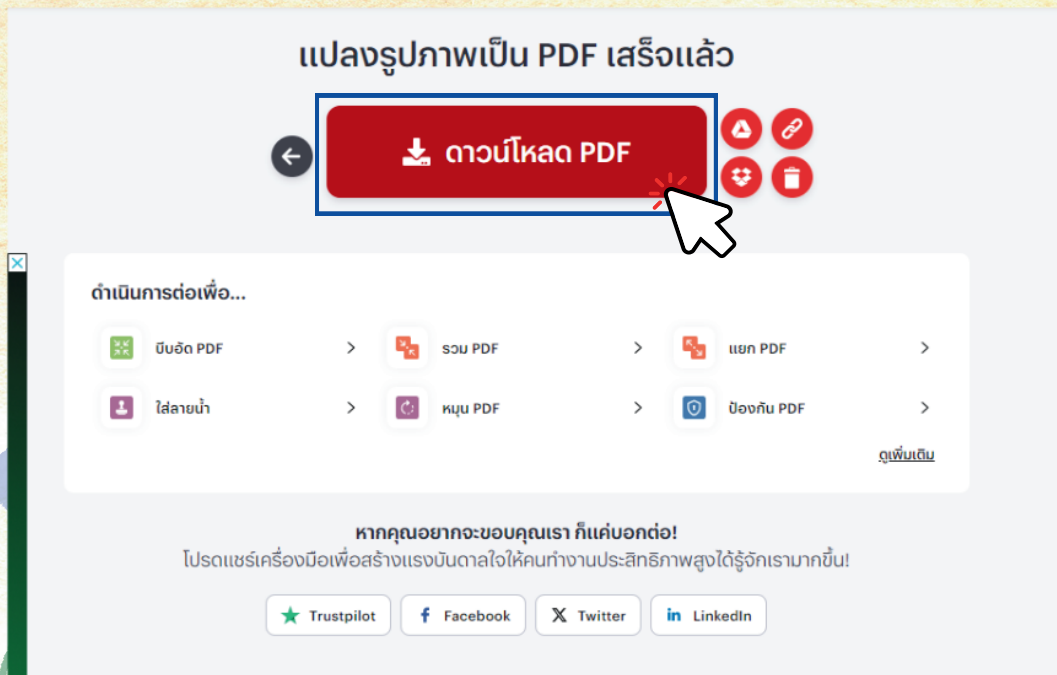 แปลงรูปภาพเป็น PDF เสร็จแล้ว
ดาวน์โหลด PDF
ดำเนินการต่อเพื่อ...
บีบอัด PDF
รวม PDF
แยก PDF
ใส่ลายน้ำ
หมุน PDF
ป้องกัน PDF
ดูเพิ่มเติม
หากคุณอยากจะขอบคุณเรา ก็แค่บอกต่อ!
โปรดแชร์เครื่องมือเพื่อสร้างแรงบันดาลใจให้คนทำงานประสิทธิภาพสูงได้รู้จักเรามากขึ้น!
Trustpilot
Facebook
Twitter
LinkedIn